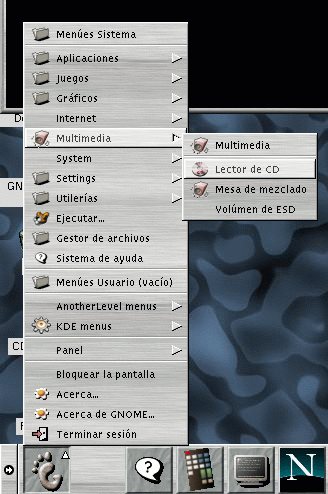 Menúes Sistema
Aplicaciones
Juegos
Gráficos
Internet
Multimedia
System
Settings
Utilerías
Ejecutar...
Gestor de archivos
Sistema de ayuda
Menúes Usuario (vacío)
AnotherLevel menus
KDE menus
Panel
Bloquear la pantalla
Acerca...
Acerca de GNOME...
Terminar sesión
Multimedia
Lector de CD
Mesa de mezclado
Volúmen de ESD
GN
CD
?
N